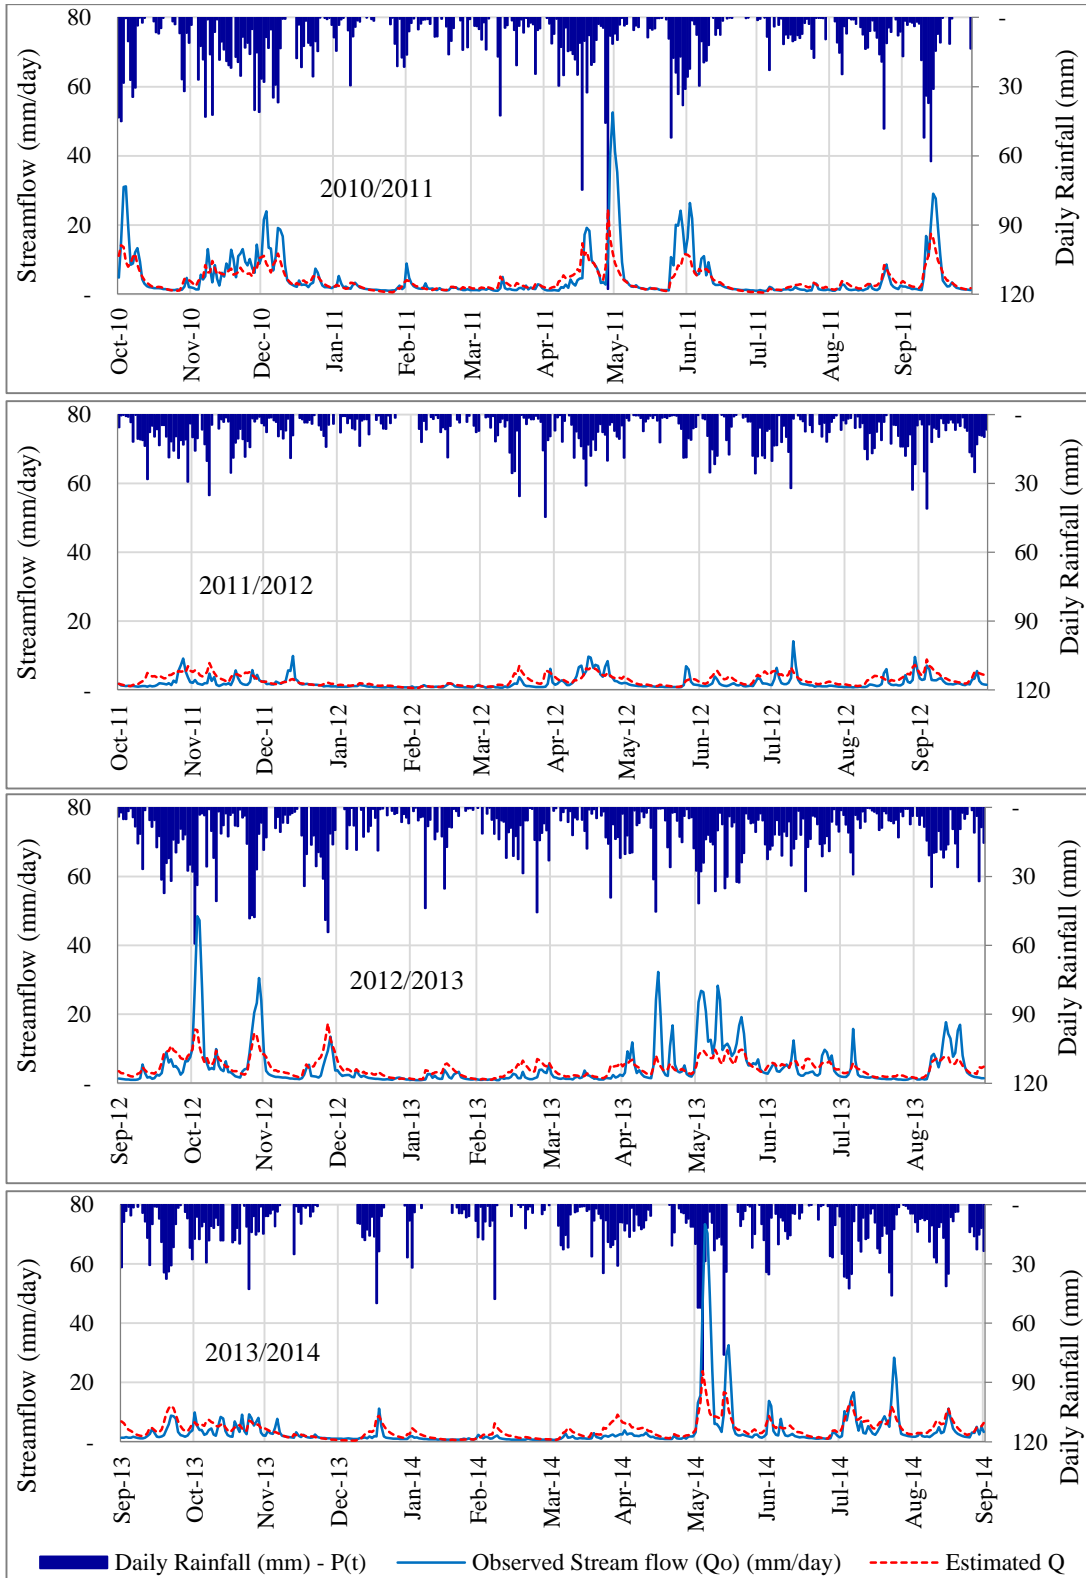 Streamflow (mm/day)
80
60
40
20
-
2010/2011
-
30
60
90
120
Daily Rainfall (mm)
Oct-10
Nov-10
Dec-10
Jan-11
Feb-11
Mar-11
Apr-11
May-11
Jun-11
Jul-11
Aug-11
Sep-11
Streamflow (mm/day)
80
60
40
20
-
2011/2012
-
30
60
90
120
Daily Rainfall (mm)
Oct-11
Nov-11
Dec-11
Jan-12
Feb-12
Mar-12
Apr-12
May-12
Jun-12
Jul-12
Aug-12
Sep-12
Streamflow (mm/day)
80
60
40
20
-
2012/2013
-
30
60
90
120
Daily Rainfall (mm)
Sep-12
Oct-12
Nov-12
Dec-12
Jan-13
Feb-13
Mar-13
Apr-13
May-13
Jun-13
Jul-13
Aug-13
Streamflow (mm/day)
80
60
40
20
-
2013/2014
-
30
60
90
120
Daily Rainfall (mm)
Sep-13
Oct-13
Nov-13
Dec-13
Jan-14
Feb-14
Mar-14
Apr-14
May-14
Jun-14
Jul-14
Aug-14
Sep-14
Daily Rainfall (mm) - P(t)
Observed Stream flow (Qo) (mm/day)
Estimated Q